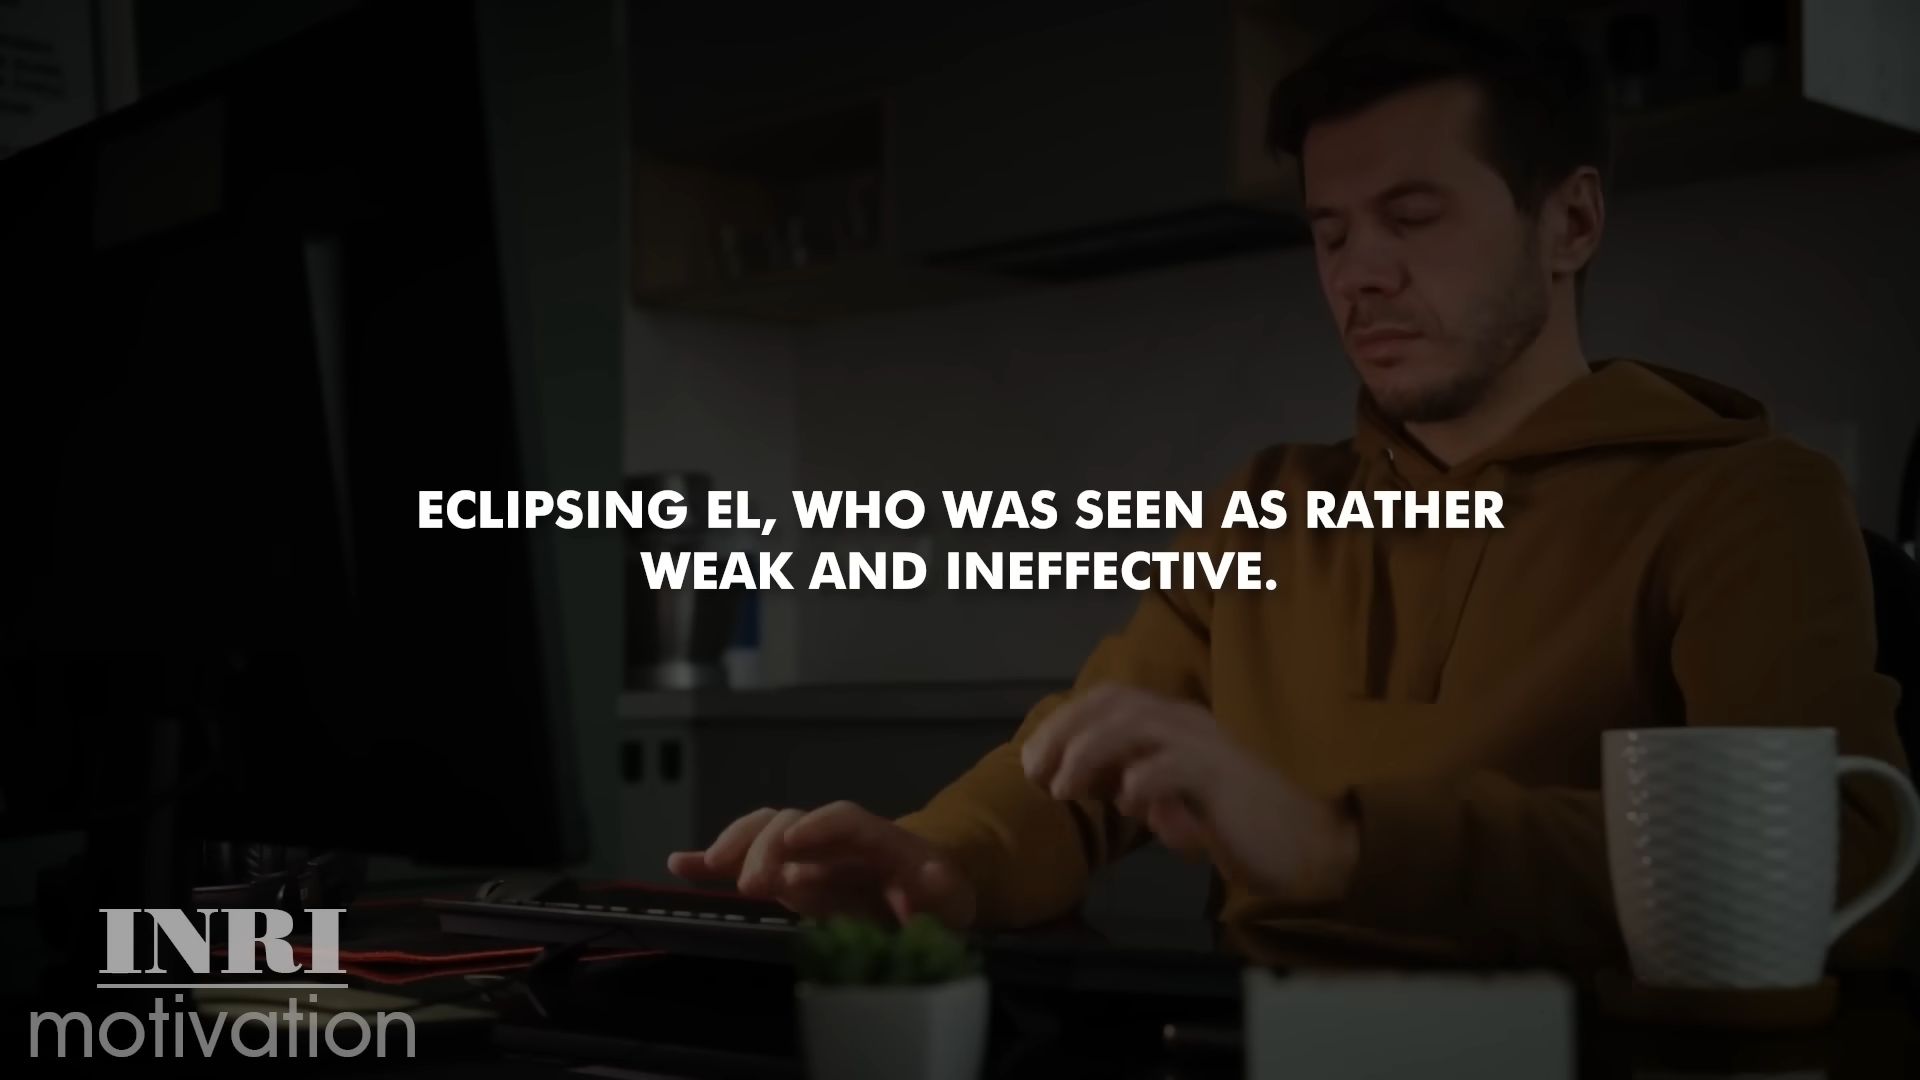 ECLIPSING EL, WHO WAS SEEN AS RATHER
WEAK AND INEFFECTIVE.
INRI
motivation